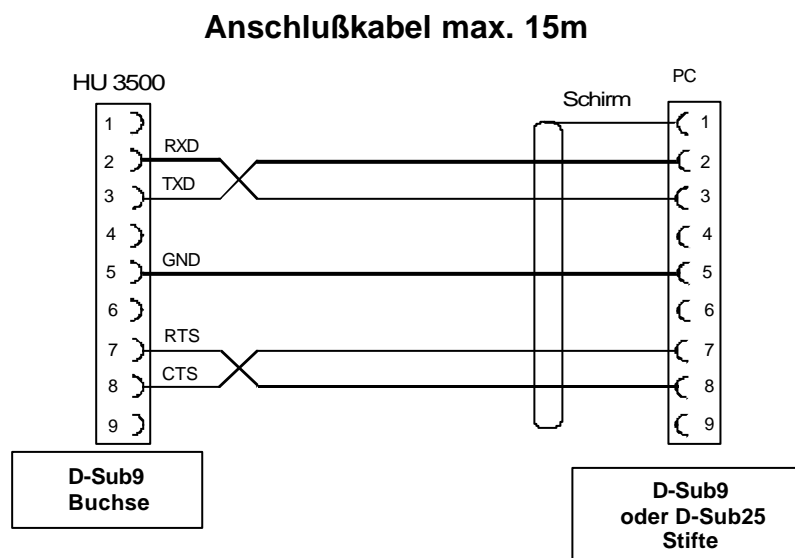 Anschlußkabel max. 15m
HU 3500
PC
Schirm
1
1
RXD
2
2
TXD
3
3
4
4
GND
5
5
6
6
RTS
7
7
CTS
8
8
9
9
D-Sub9
Buchse
D-Sub9
oder D-Sub25
Stifte